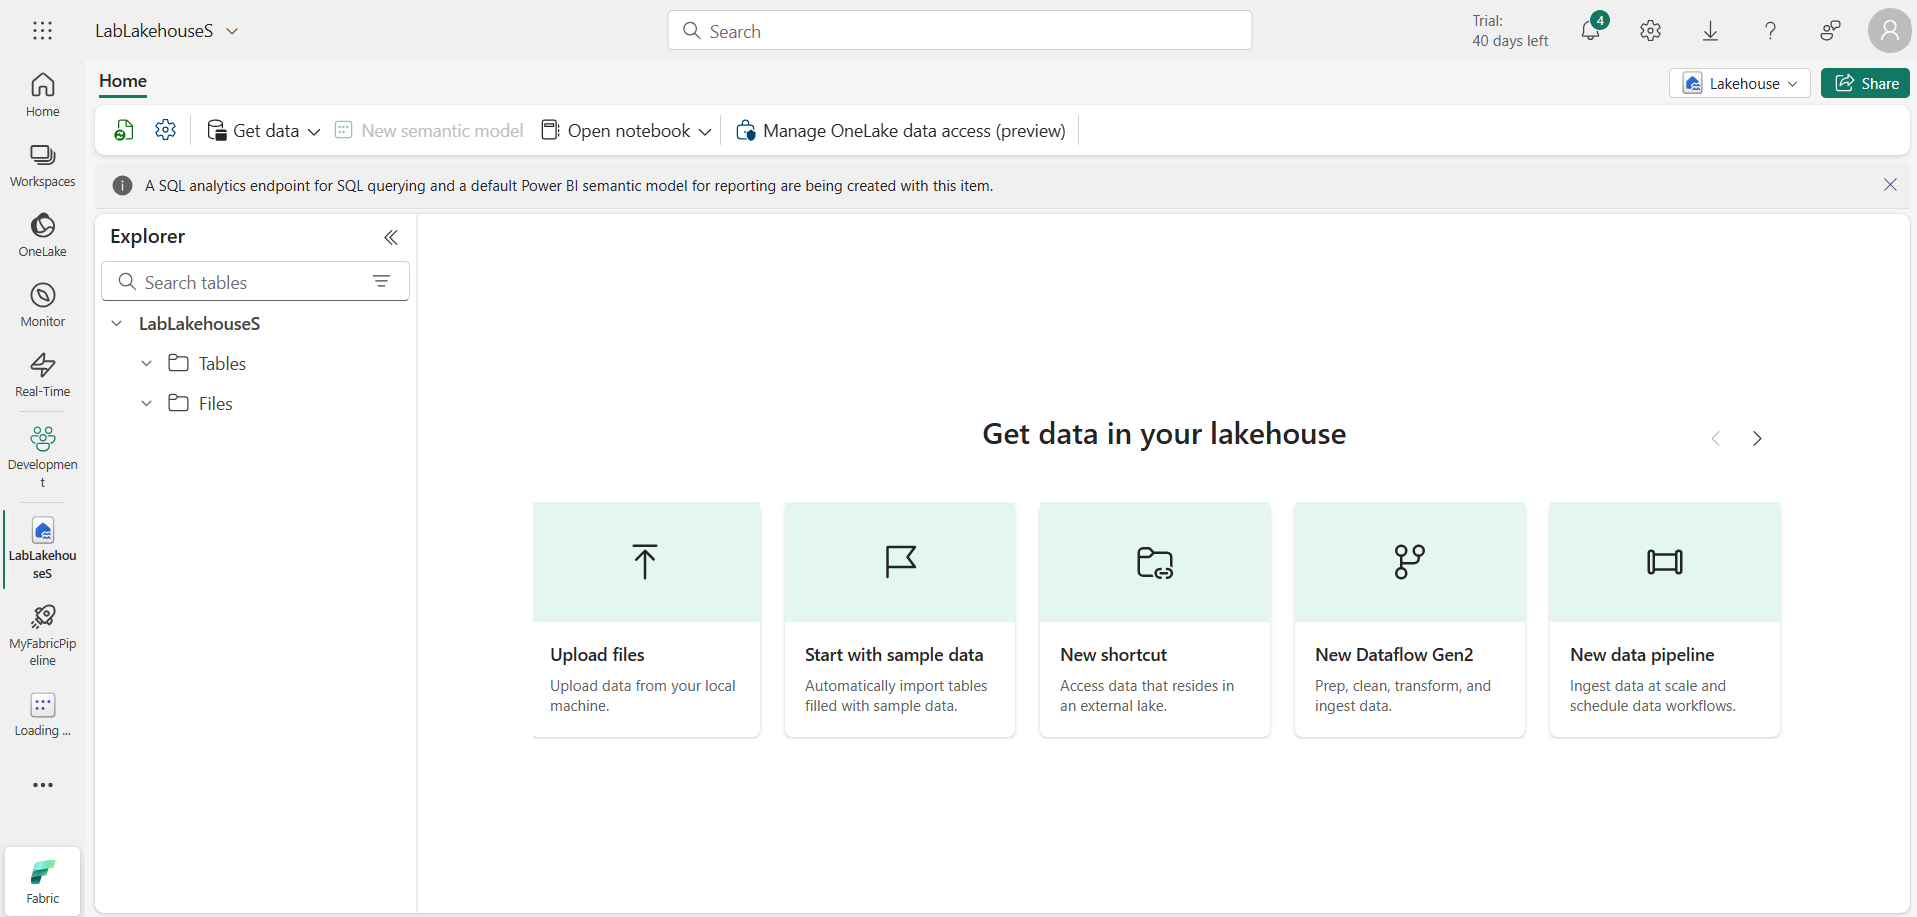 LabLakehouseS
Search
Trial:
40 days left
4
Home
Workspaces
OneLake
Monitor
Real-Time
Developmen
t
LabLakehou
seS
MyFabricPip
eline
Loading ...
Fabric
Home
Lakehouse
Share
Get data
New semantic model
Open notebook
Manage OneLake data access (preview)
A SQL analytics endpoint for SQL querying and a default Power BI semantic model for reporting are being created with this item.
Explorer
Search tables
LabLakehouseS
Tables
Files
Get data in your lakehouse
Upload files
Upload data from your local
machine.
Start with sample data
Automatically import tables
filled with sample data.
New shortcut
Access data that resides in
an external lake.
New Dataflow Gen2
Prep, clean, transform, and
ingest data.
New data pipeline
Ingest data at scale and
schedule data workflows.